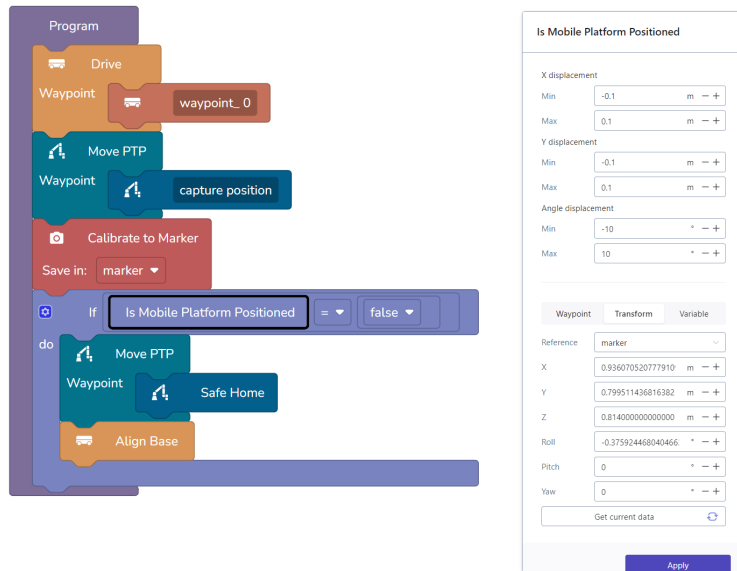 Program
Drive
Waypoint
waypoint_ 0
Move PTP
Waypoint
capture position
Calibrate to Marker
Save in: marker
If Is Mobile Platform Positioned = false
do
Move PTP
Waypoint
Safe Home
Align Base
Is Mobile Platform Positioned
X displacement
Min -0.1 m − +
Max 0.1 m − +
Y displacement
Min -0.1 m − +
Max 0.1 m − +
Angle displacement
Min -10 ° − +
Max 10 ° − +
Waypoint Transform Variable
Reference marker
X 0.936070520777910 m − +
Y 0.799511436816382 m − +
Z 0.814000000000000 m − +
Roll -0.375924468040466 ° − +
Pitch 0 ° − +
Yaw 0 ° − +
Get current data
Apply